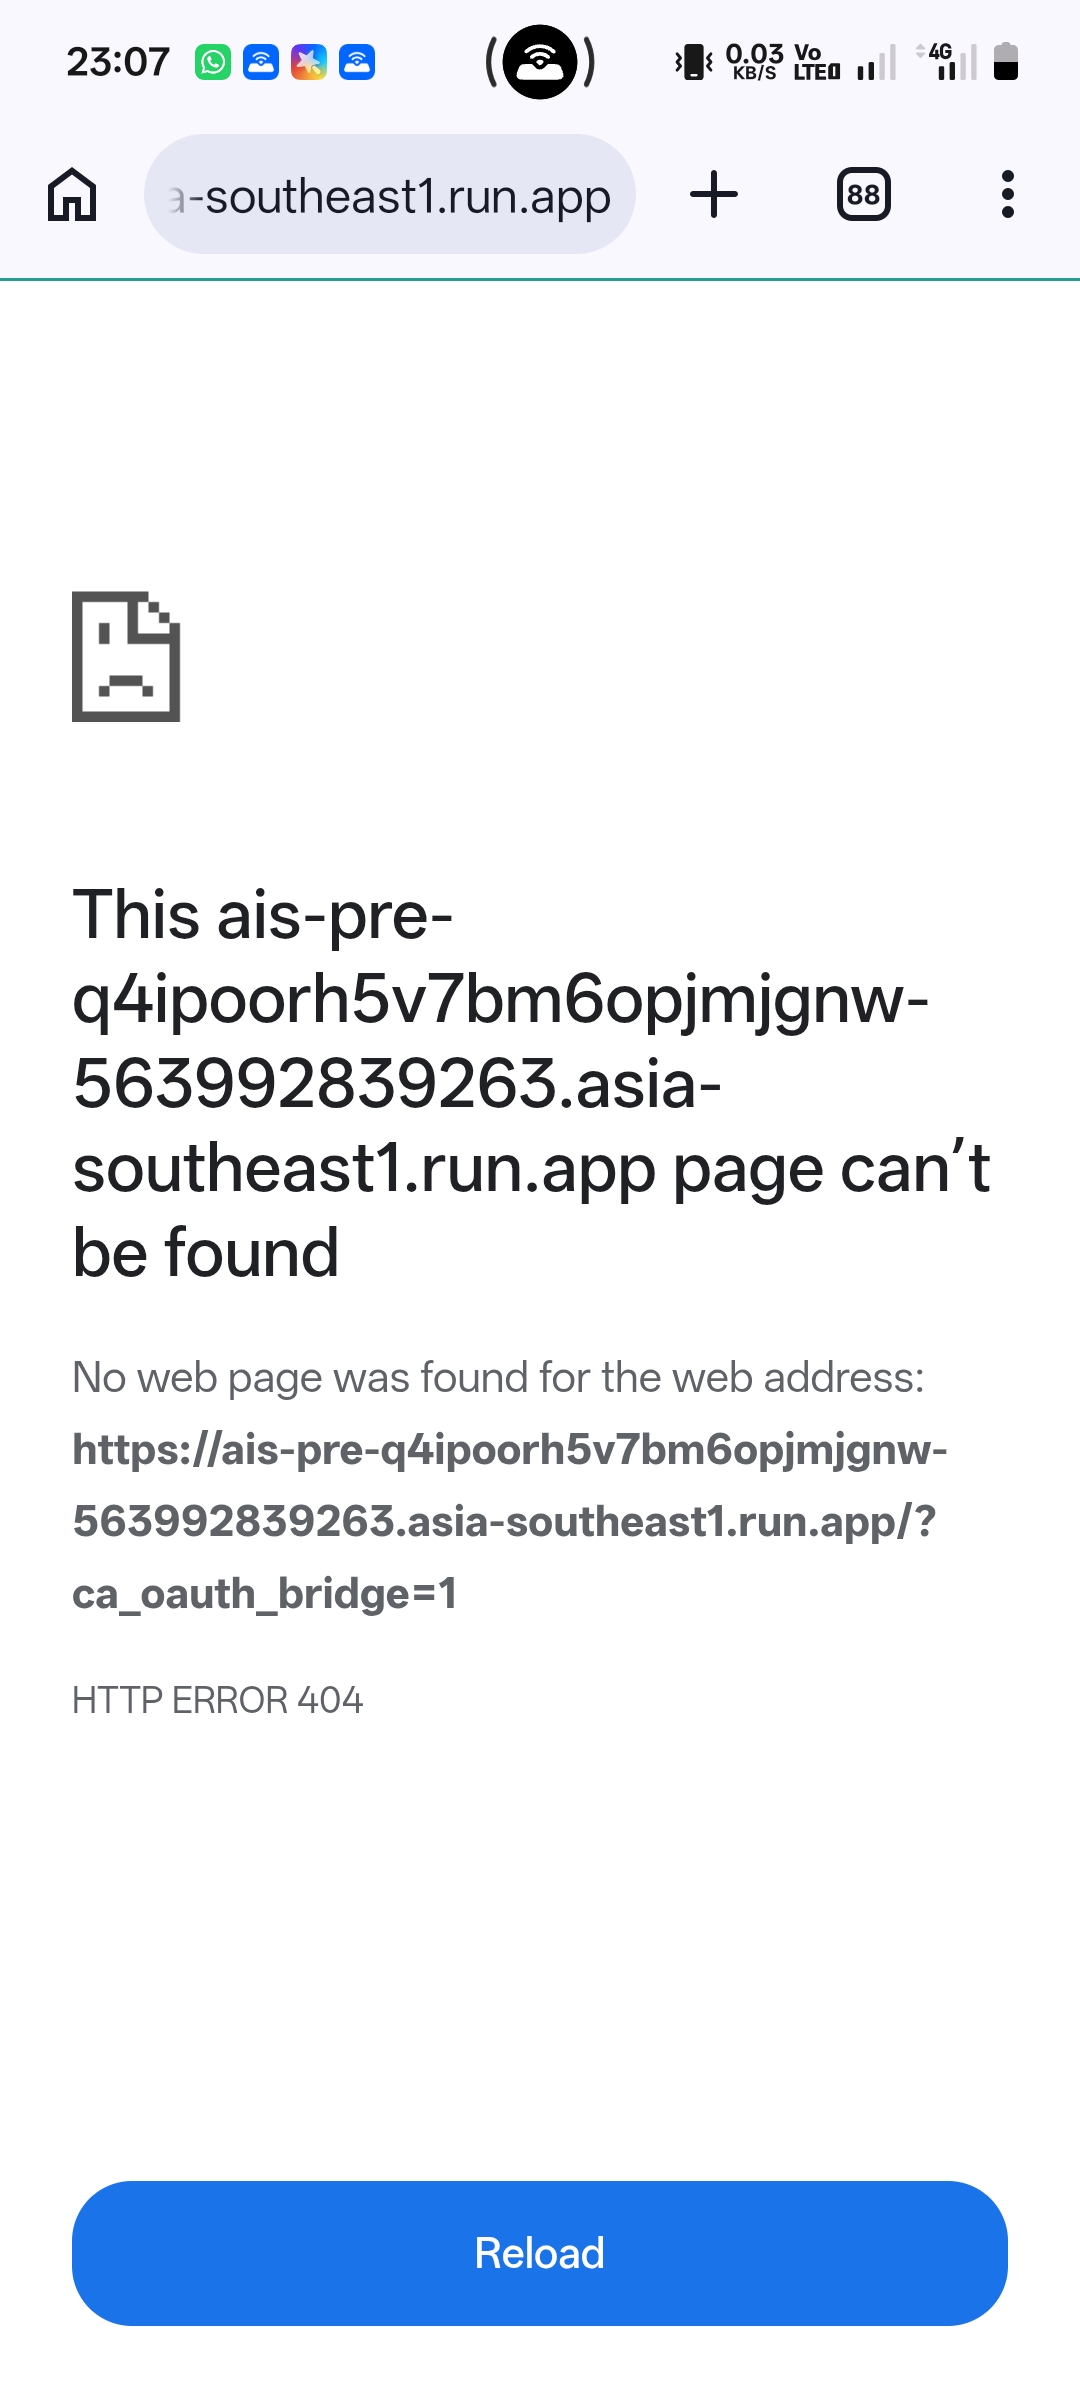 23:07
0.03
KB/S
Vo
LTE
4G
a-southeast1.run.app
88
This ais-pre-
q4ipoorh5v7bm6opjmjgnw-
563992839263.asia-
southeast1.run.app page can’t
be found
No web page was found for the web address:
https://ais-pre-q4ipoorh5v7bm6opjmjgnw-
563992839263.asia-southeast1.run.app/?
ca_oauth_bridge=1
HTTP ERROR 404
Reload